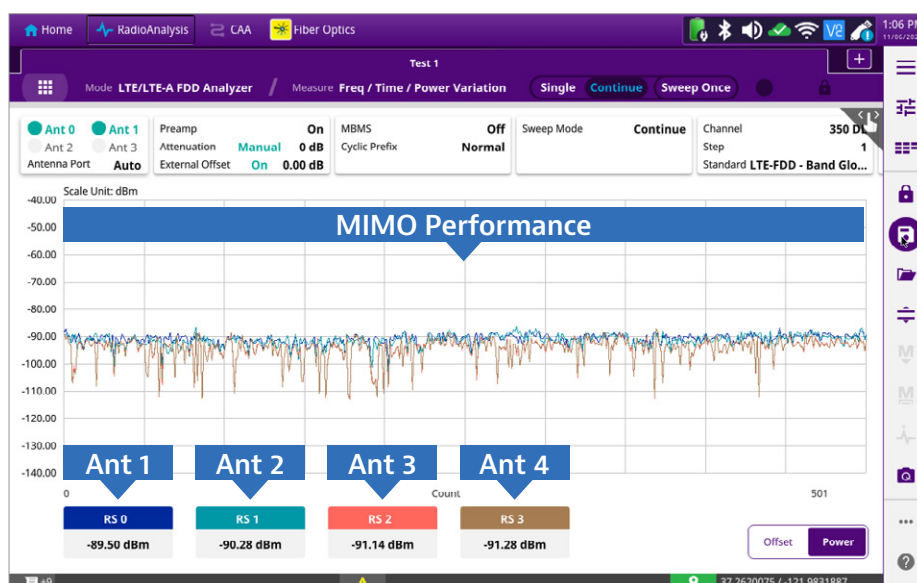 Home RadioAnalysis CAA Fiber Optics V2 1:06 PM
Test 1
Mode LTE/LTE-A FDD Analyzer / Measure Freq / Time / Power Variation Single Continue Sweep Once
Ant 0 Ant 1 Preamp On MBMS Off Sweep Mode Continue Channel 350 DL
Ant 2 Ant 3 Attenuation Manual 0 dB Cyclic Prefix Normal Step 1
Antenna Port Auto External Offset On 0.00 dB Standard LTE-FDD - Band Glo...
Scale Unit: dBm
-40.00
-50.00
MIMO Performance
-60.00
-70.00
-80.00
-90.00
-100.00
-110.00
-120.00
-130.00
-140.00
Ant 1 Ant 2 Ant 3 Ant 4
0 Count 501
RS 0 RS 1 RS 2 RS 3
-89.50 dBm -90.28 dBm -91.14 dBm -91.28 dBm
Offset Power
+9 37.2620075 / -121.9831887
M
M